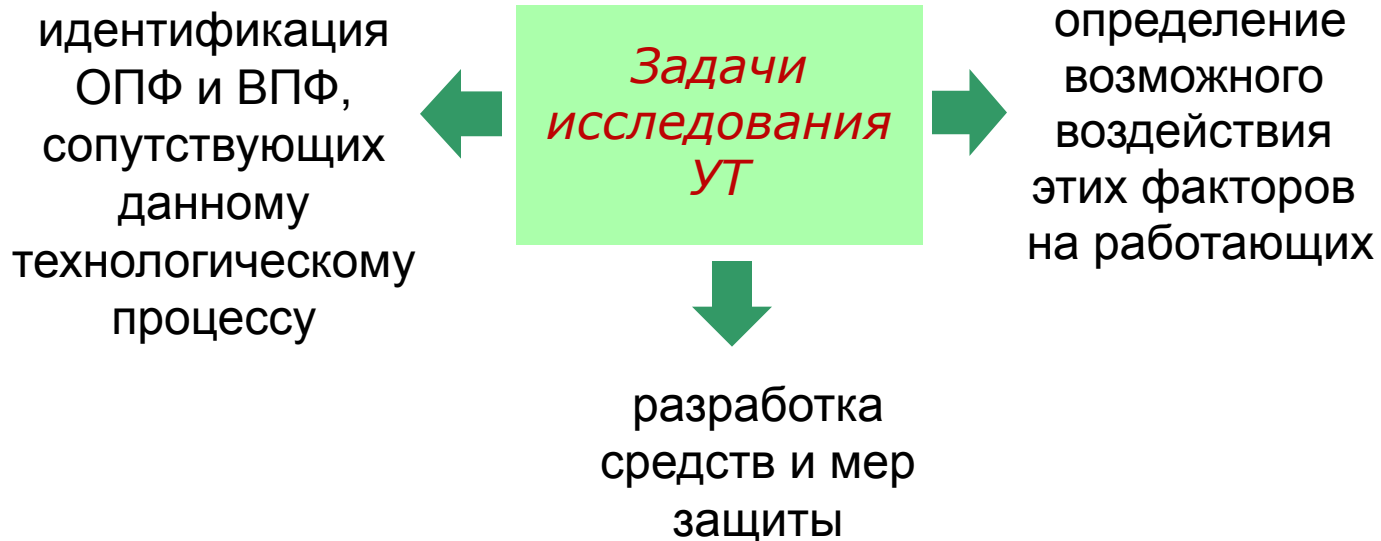 идентификация
ОПФ и ВПФ,
сопутствующих
данному
технологическому
процессу
Задачи
исследования
УТ
определение
возможного
воздействия
этих факторов
на работающих
разработка
средств и мер
защиты